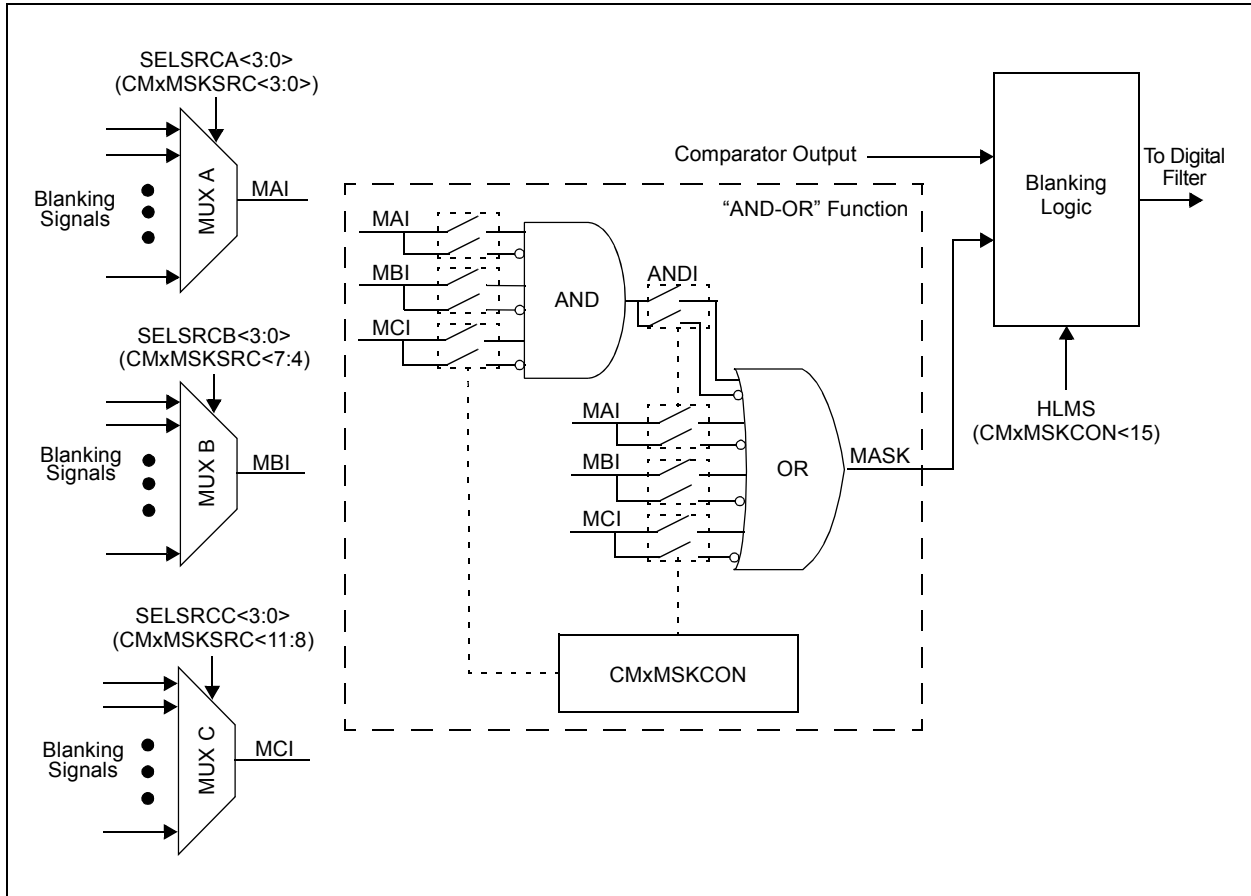 SELSRCA<3:0>
(CMxMSKSRC<3:0>)
Blanking
Signals
MUX A
MAI
SELSRCB<3:0>
(CMxMSKSRC<7:4)
Blanking
Signals
MUX B
MBI
SELSRCC<3:0>
(CMxMSKSRC<11:8)
Blanking
Signals
MUX C
MCI
“AND-OR” Function
MAI
MBI
MCI
AND
ANDI
MAI
MBI
MCI
OR
MASK
CMxMSKCON
Comparator Output
Blanking
Logic
To Digital
Filter
HLMS
(CMxMSKCON<15)